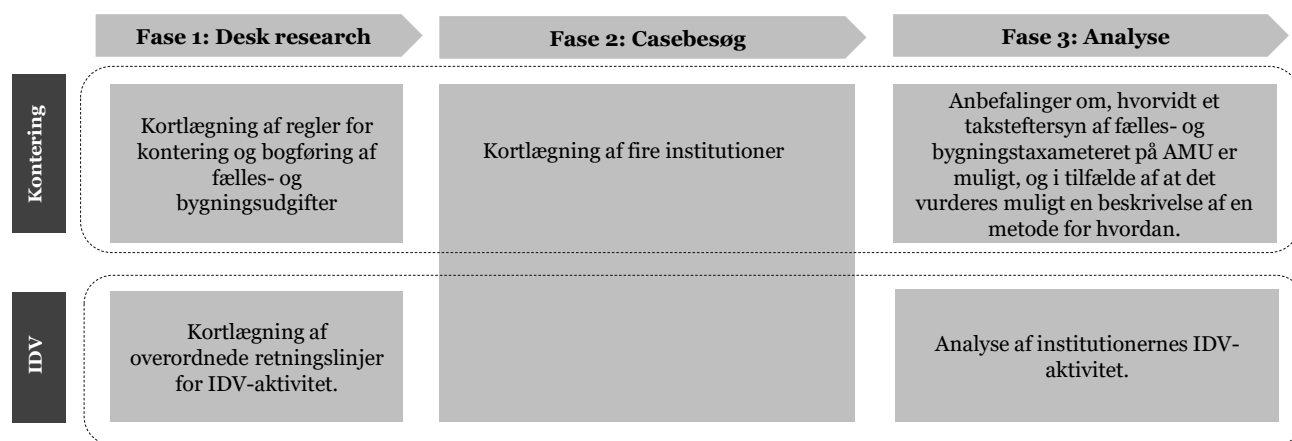 Fase 1: Desk research
Fase 2: Casebesøg
Fase 3: Analyse
Kontering
Kortlægning af regler for
kontering og bogføring af
fælles- og
bygningsudgifter
Kortlægning af fire institutioner
Anbefalinger om, hvorvidt et
taksteftersyn af fælles- og
bygningstaxameteret på AMU er
muligt, og i tilfælde af at det
vurderes muligt en beskrivelse af en
metode for hvordan.
IDV
Kortlægning af
overordnede retningslinjer
for IDV-aktivitet.
Analyse af institutionernes IDV-
aktivitet.